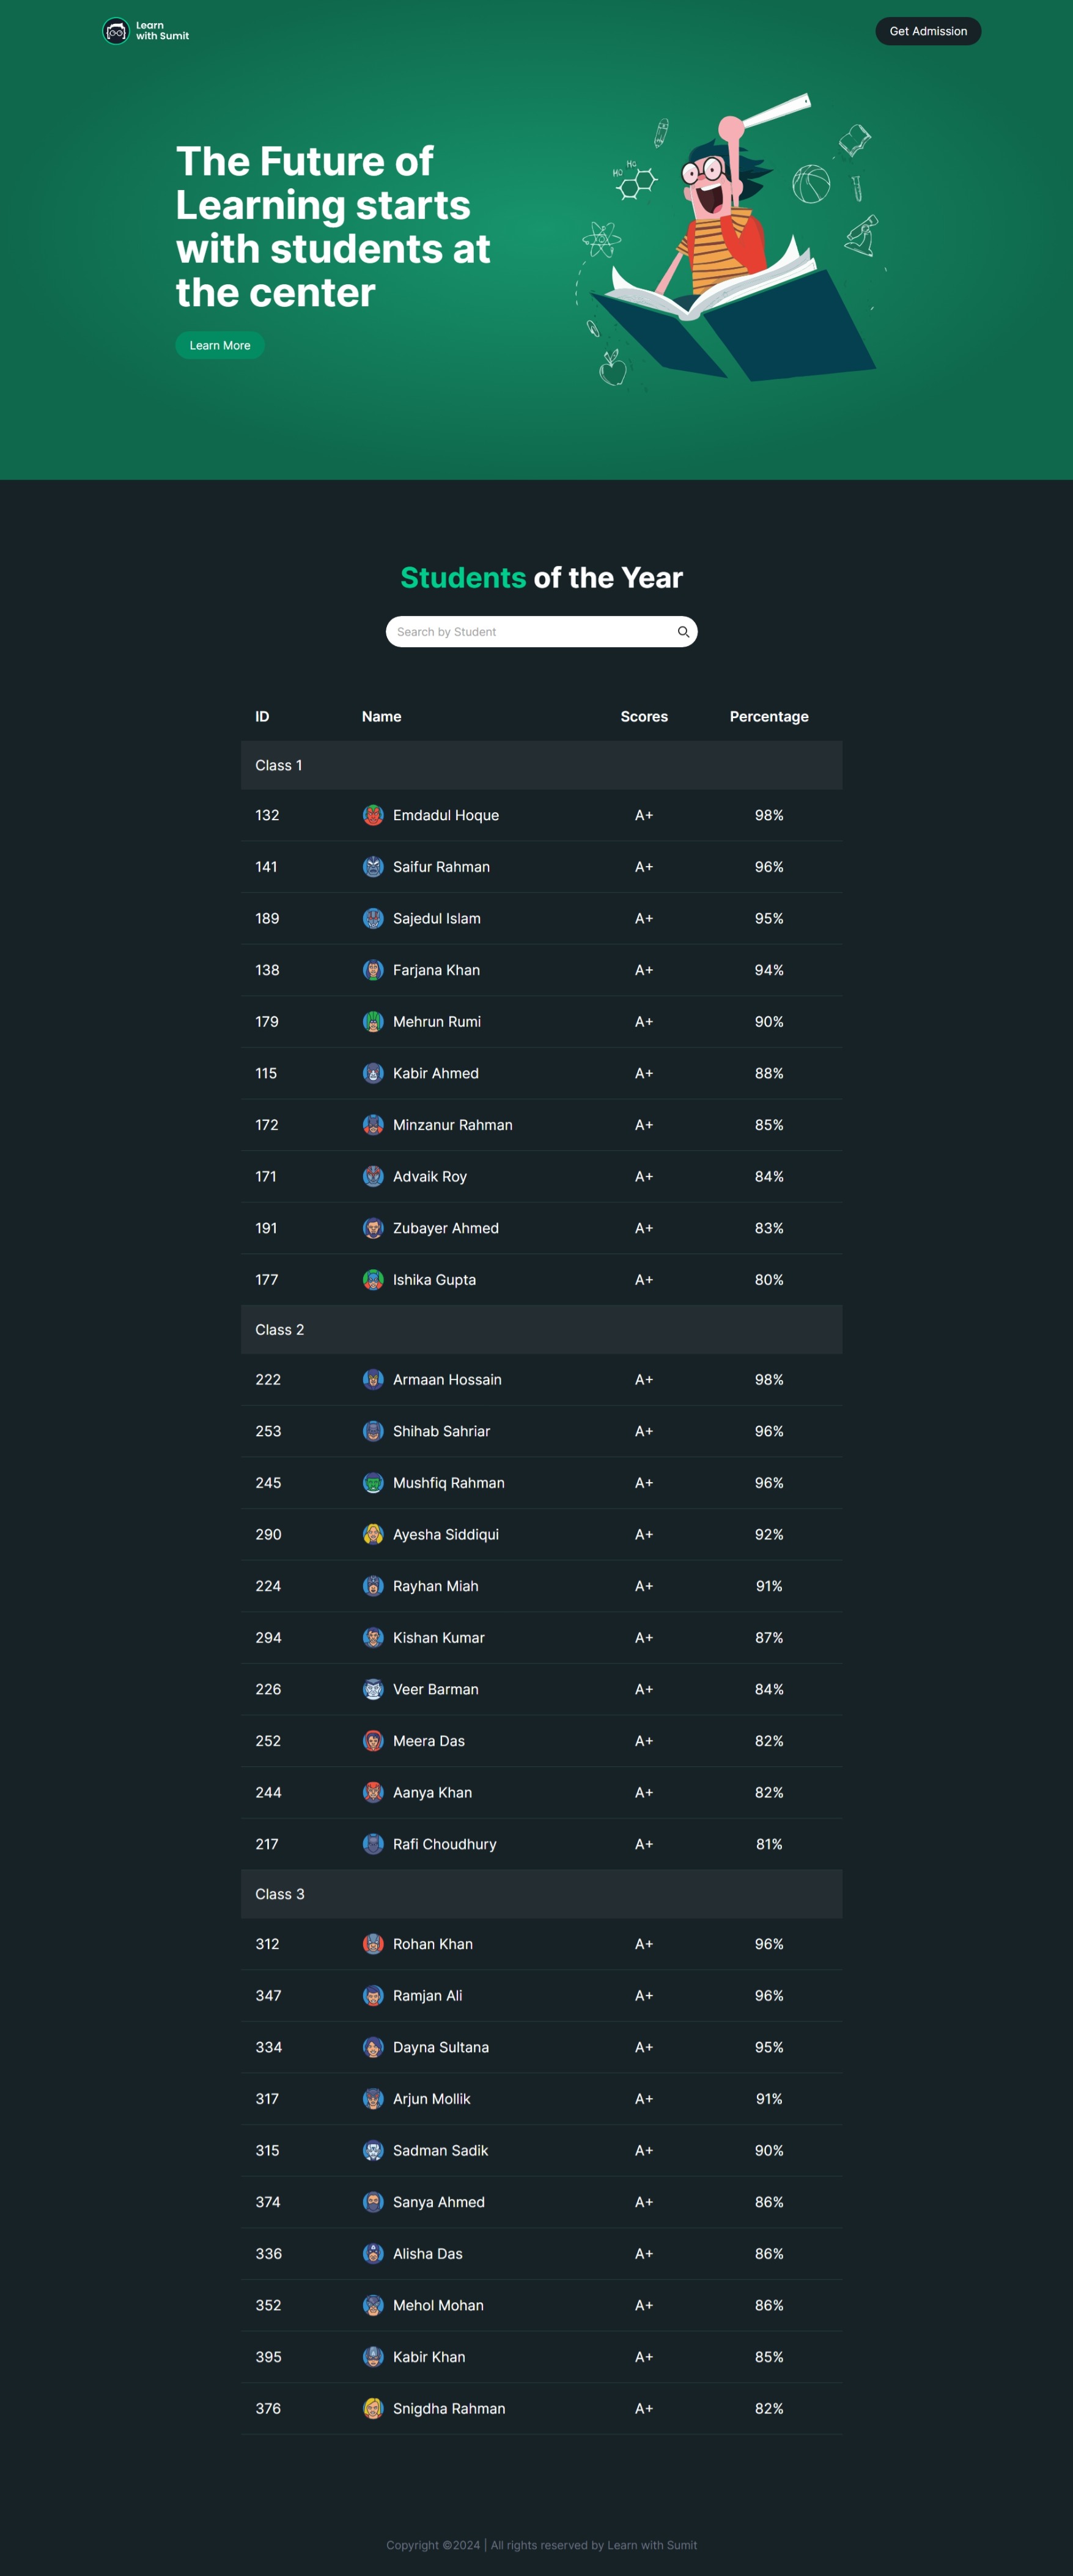 Learn
with Sumit
Get Admission
The Future of
Learning starts
with students at
the center
HO HG
Learn More
Students of the Year
Search by Student
ID Name Scores Percentage
Class 1
132 Emdadul Hoque A+ 98%
141 Saifur Rahman A+ 96%
189 Sajedul Islam A+ 95%
138 Farjana Khan A+ 94%
179 Mehrun Rumi A+ 90%
115 Kabir Ahmed A+ 88%
172 Minzanur Rahman A+ 85%
171 Advaik Roy A+ 84%
191 Zubayer Ahmed A+ 83%
177 Ishika Gupta A+ 80%
Class 2
222 Armaan Hossain A+ 98%
253 Shihab Sahriar A+ 96%
245 Mushfiq Rahman A+ 96%
290 Ayesha Siddiqui A+ 92%
224 Rayhan Miah A+ 91%
294 Kishan Kumar A+ 87%
226 Veer Barman A+ 84%
252 Meera Das A+ 82%
244 Aanya Khan A+ 82%
217 Rafi Choudhury A+ 81%
Class 3
312 Rohan Khan A+ 96%
347 Ramjan Ali A+ 96%
334 Dayna Sultana A+ 95%
317 Arjun Mollik A+ 91%
315 Sadman Sadik A+ 90%
374 Sanya Ahmed A+ 86%
336 Alisha Das A+ 86%
352 Mehol Mohan A+ 86%
395 Kabir Khan A+ 85%
376 Snigdha Rahman A+ 82%
Copyright ©2024 | All rights reserved by Learn with Sumit